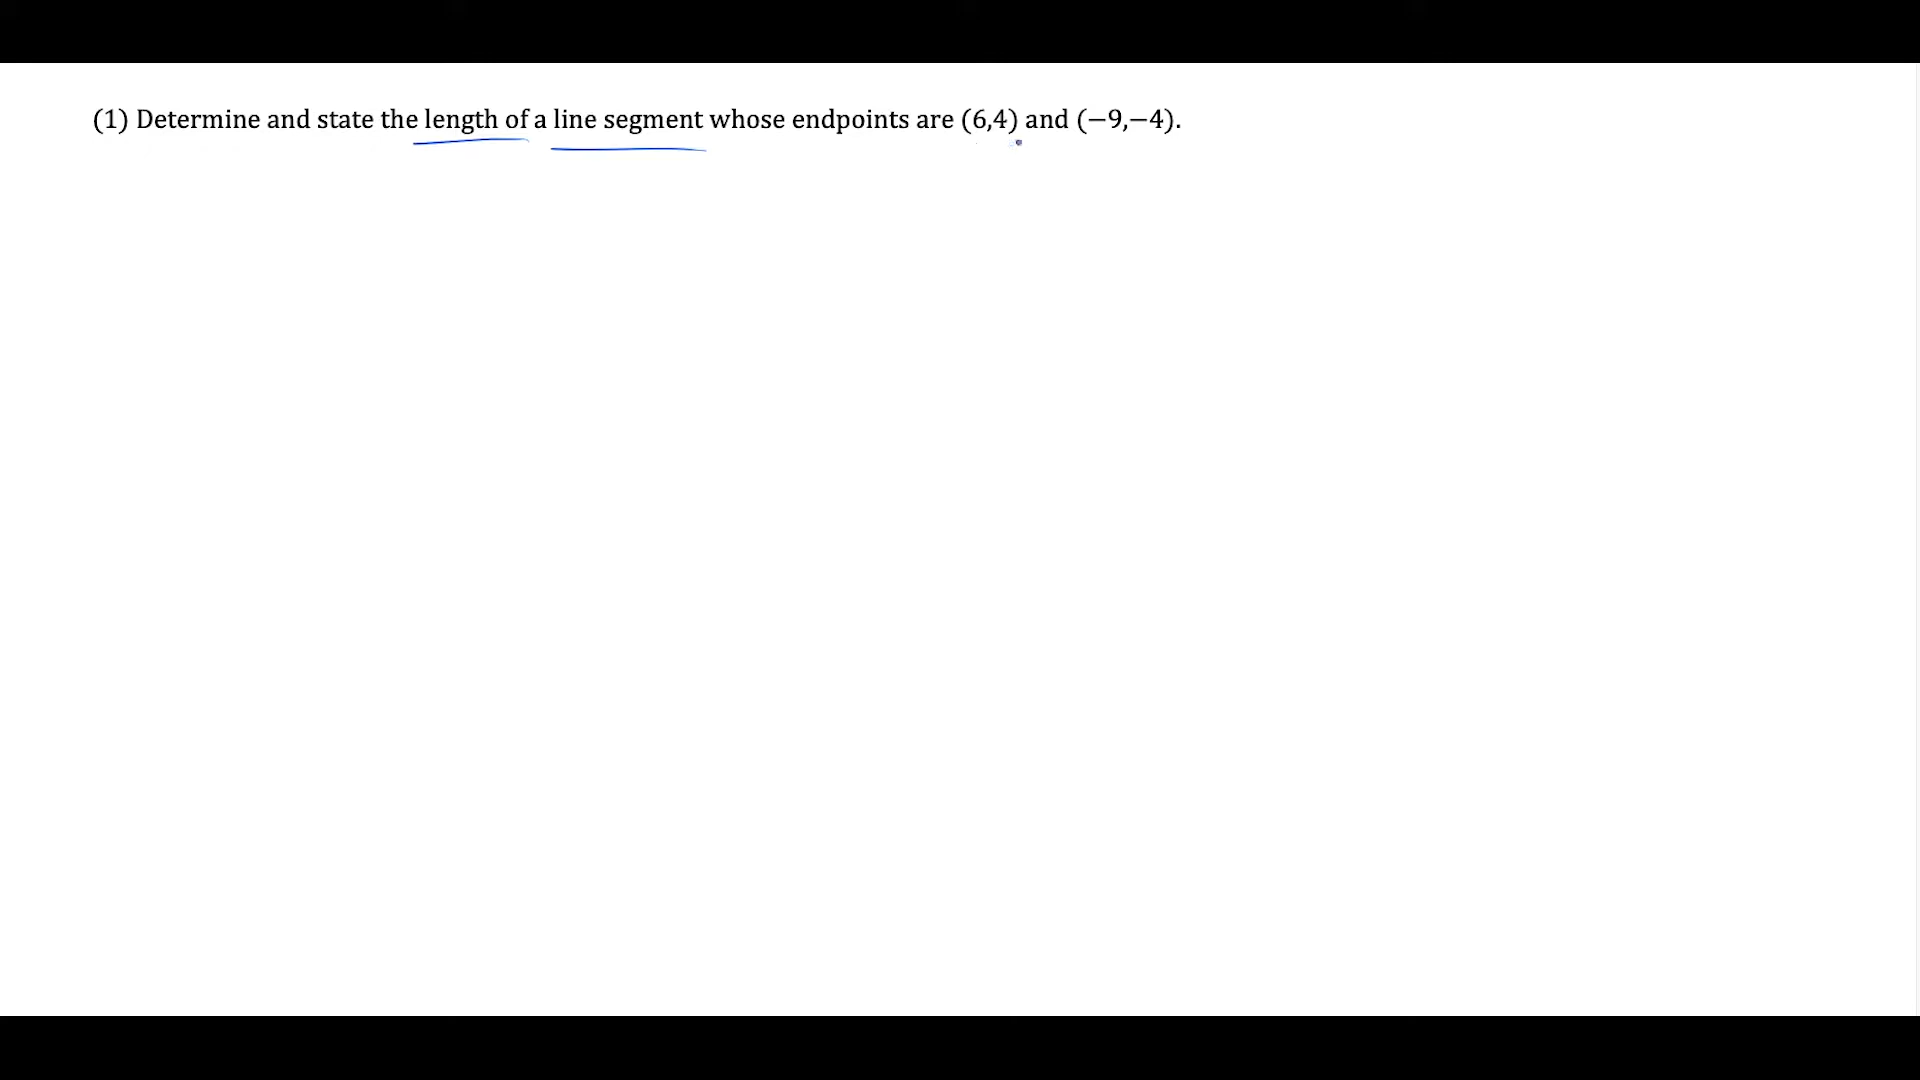 (1) Determine and state the length of a line segment whose endpoints are (6,4) and (−9,−4).